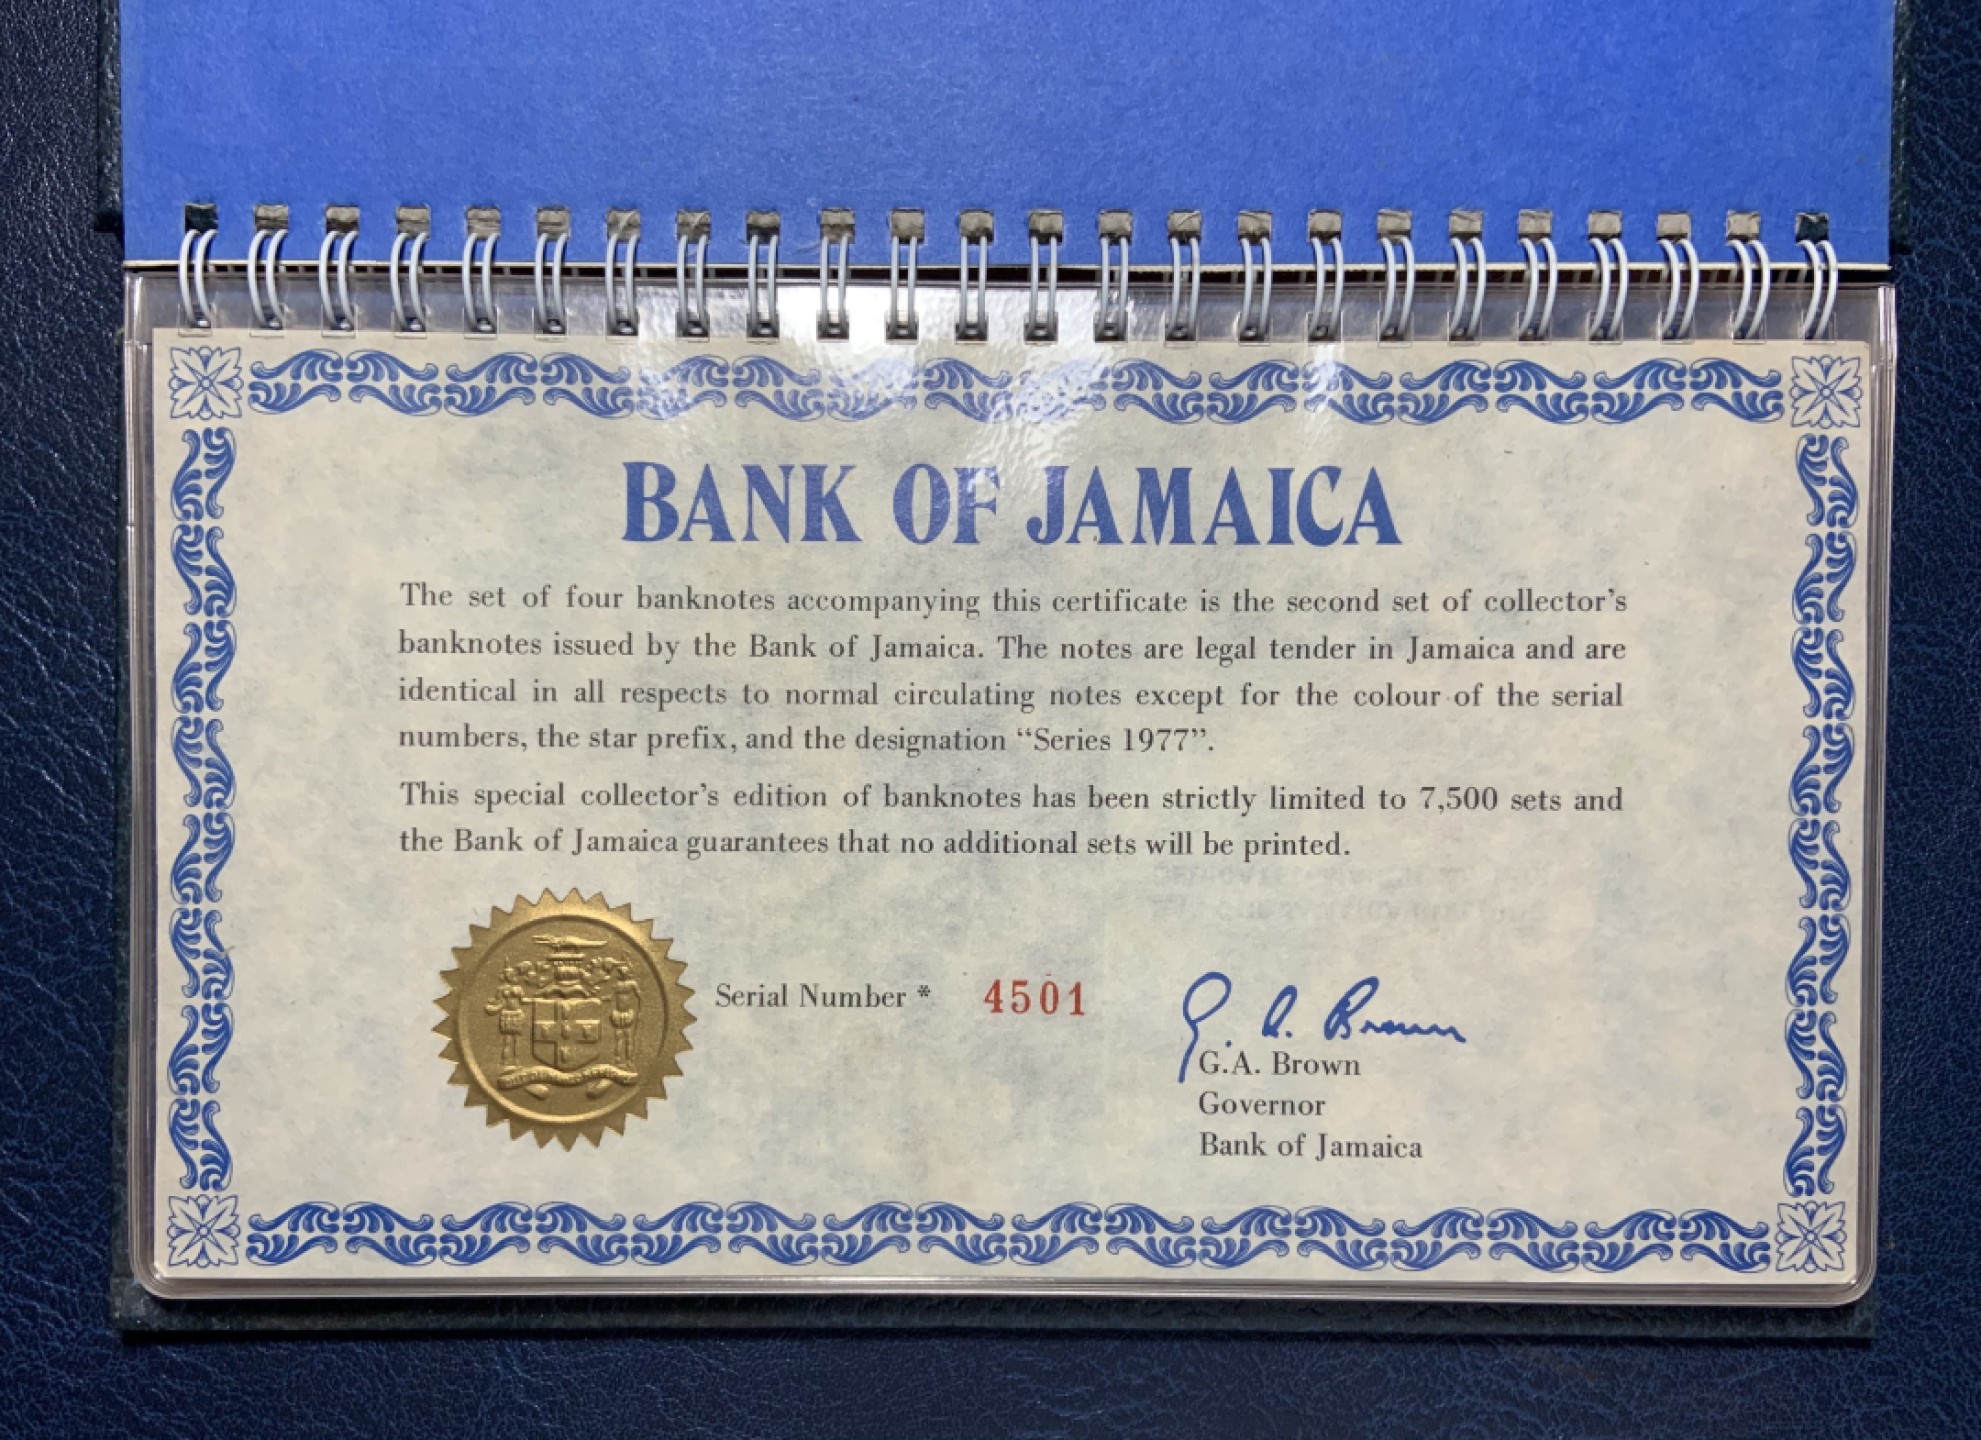 BANK OF JAMAICA
The set of four banknotes accompanying this certificate is the second set of collector's
banknotes issued by the Bank of Jamaica. The notes are legal tender in Jamaica and are
identical in all respects to normal circulating notes except for the colour of the serial
numbers, the star prefix, and the designation “Series 1977”.
This special collector's edition of banknotes has been strictly limited to 7,500 sets and
the Bank of Jamaica guarantees that no additional sets will be printed.
Serial Number * 4501
G. A. Brown
G.A. Brown
Governor
Bank of Jamaica